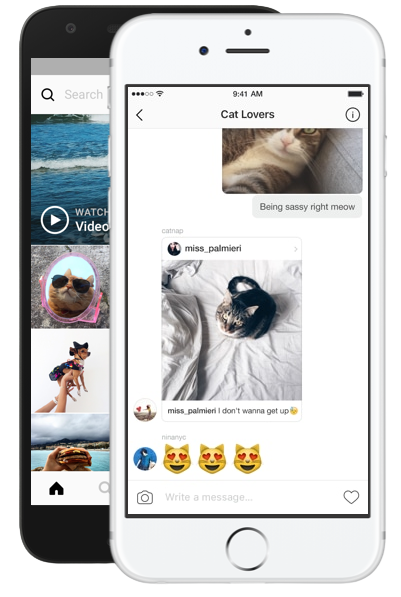 Search
WATCH
Video
9:41 AM
Cat Lovers
Being sassy right meow
catnap
miss_palmieri
miss_palmieri I don't wanna get up
ninanyc
Write a message...